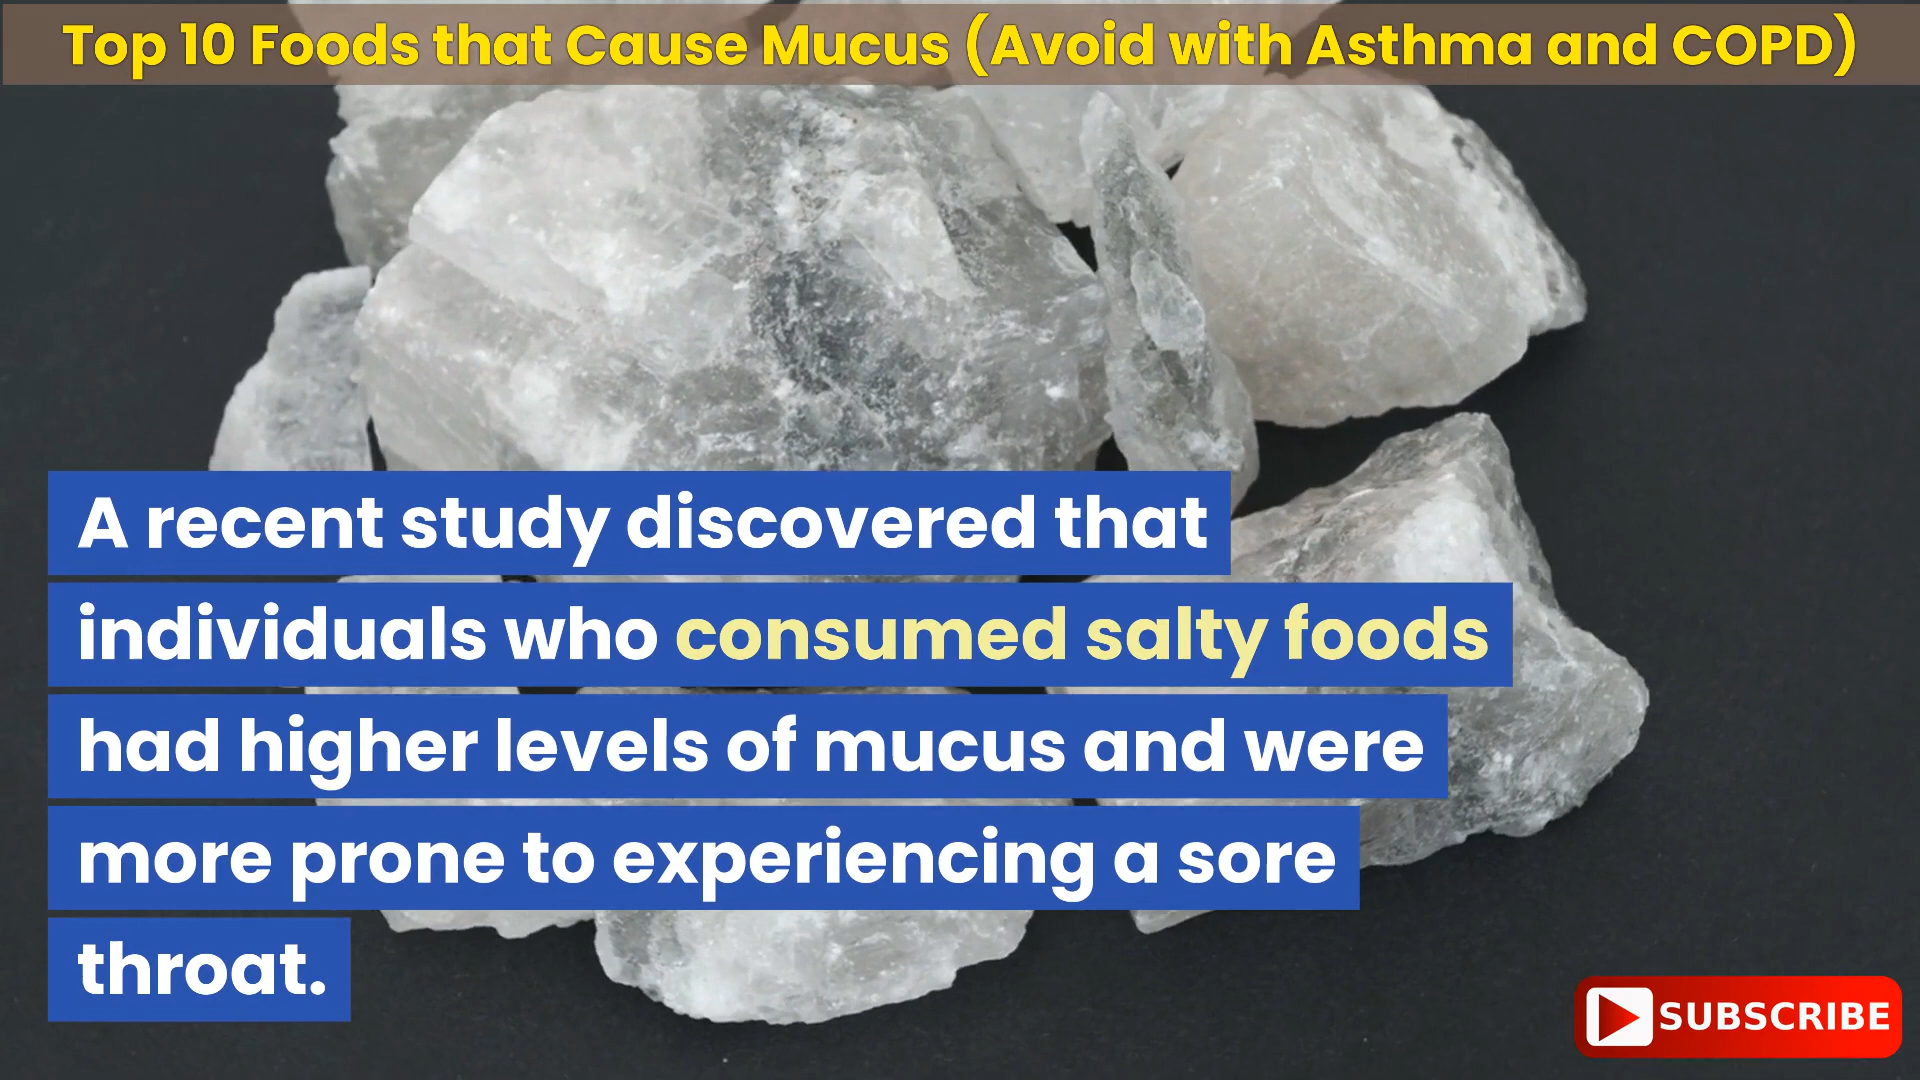 Top 10 Foods that Cause Mucus (Avoid with Asthma and COPD)
A recent study discovered that
individuals who consumed salty foods
had higher levels of mucus and were
more prone to experiencing a sore
throat.
SUBSCRIBE